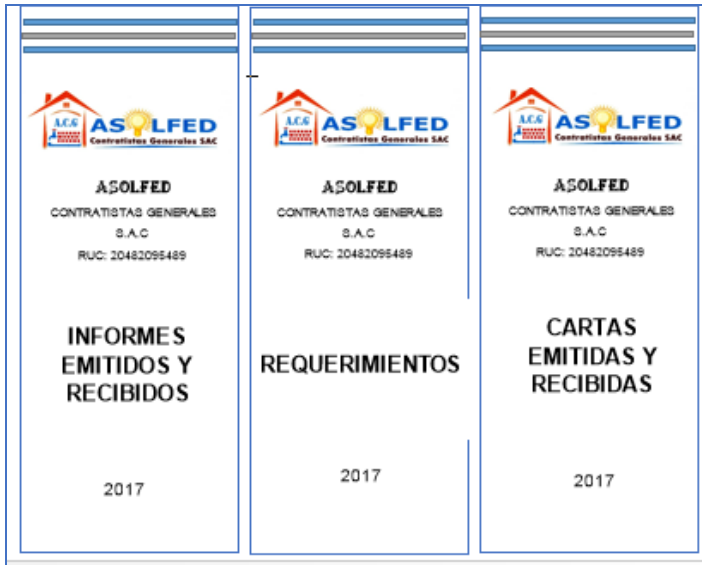 A.C.G
ASOLFED
Contratistas Generales SAC
ASOLFED
CONTRATISTAS GENERALES
S.A.C
RUC: 20482095489
INFORMES
EMITIDOS Y
RECIBIDOS
2017
A.C.G
ASOLFED
Contratistas Generales SAC
ASOLFED
CONTRATISTAS GENERALES
S.A.C
RUC: 20482095489
REQUERIMIENTOS
2017
A.C.G
ASOLFED
Contratistas Generales SAC
ASOLFED
CONTRATISTAS GENERALES
S.A.C
RUC: 20482095489
CARTAS
EMITIDAS Y
RECIBIDAS
2017